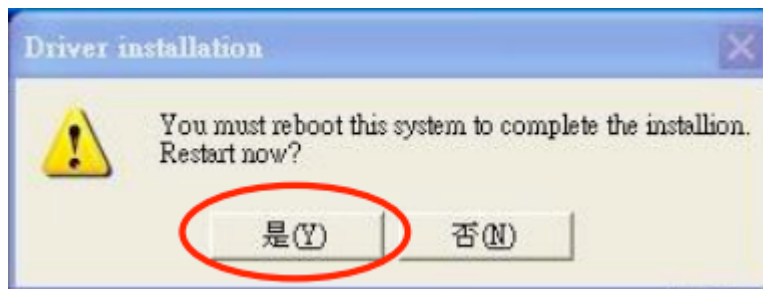 Driver installation
You must reboot this system to complete the installion.
Restart now?
是(Y) 否(N)